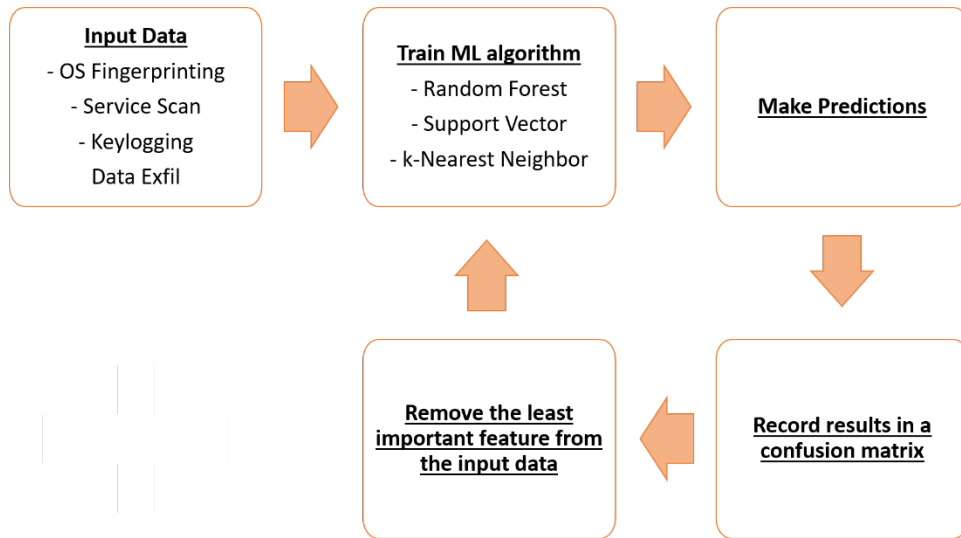 Input Data
- OS Fingerprinting
- Service Scan
- Keylogging
Data Exfil
Train ML algorithm
- Random Forest
- Support Vector
- k-Nearest Neighbor
Make Predictions
Remove the least
important feature from
the input data
Record results in a
confusion matrix